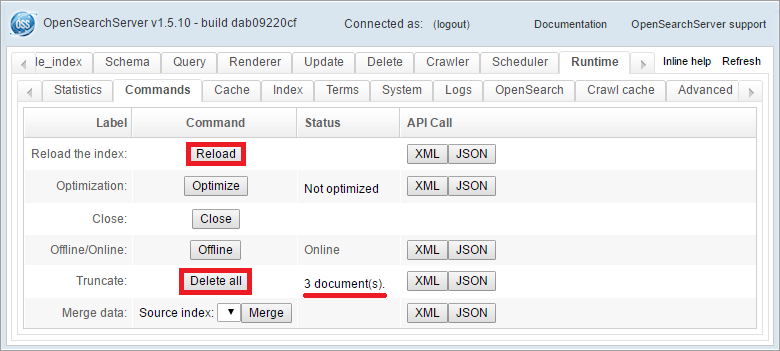 OSS OpenSearchServer v1.5.10 - build dab09220cf Connected as: (logout) Documentation OpenSearchServer support
le_index Schema Query Renderer Update Delete Crawler Scheduler Runtime Inline help Refresh
Statistics Commands Cache Index Terms System Logs OpenSearch Crawl cache Advanced
Label Command Status API Call
Reload the index: Reload XML JSON
Optimization: Optimize Not optimized XML JSON
Close: Close
Offline/Online: Offline Online XML JSON
Truncate: Delete all 3 document(s). XML JSON
Merge data: Source index: Merge XML JSON